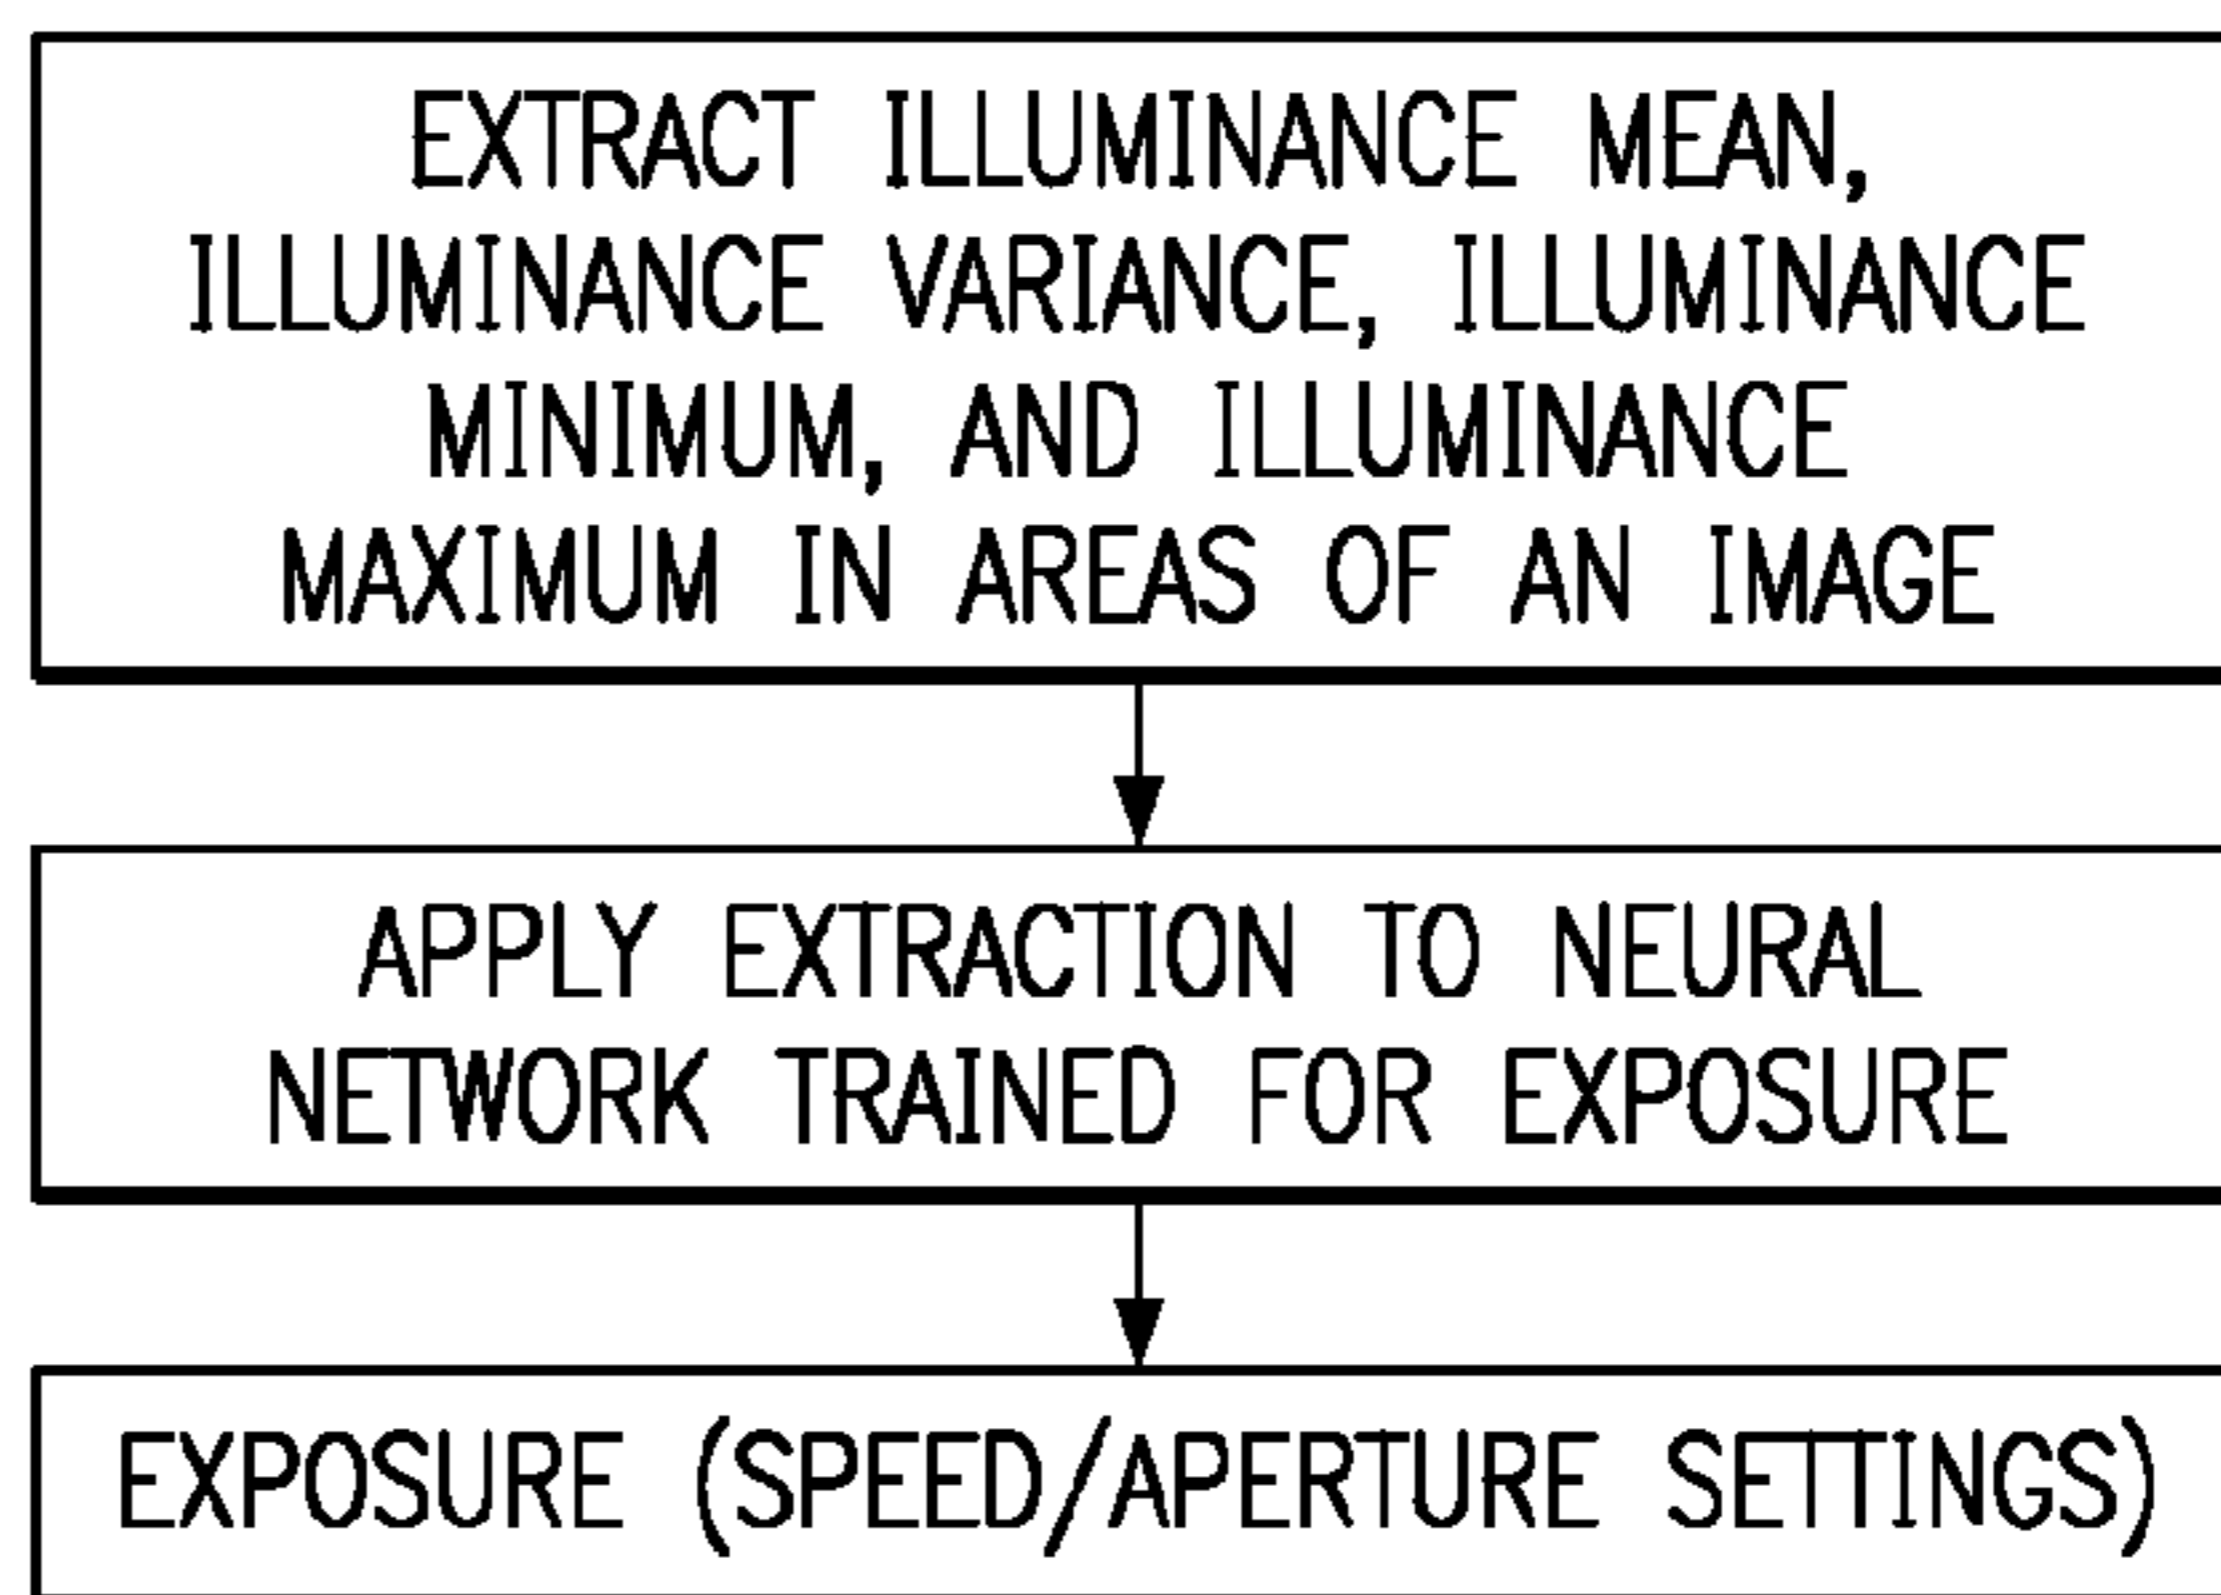 EXTRACT ILLUMINANCE MEAN,
ILLUMINANCE VARIANCE, ILLUMINANCE
MINIMUM, AND ILLUMINANCE
MAXIMUM IN AREAS OF AN IMAGE
APPLY EXTRACTION TO NEURAL
NETWORK TRAINED FOR EXPOSURE
EXPOSURE (SPEED/APERTURE SETTINGS)